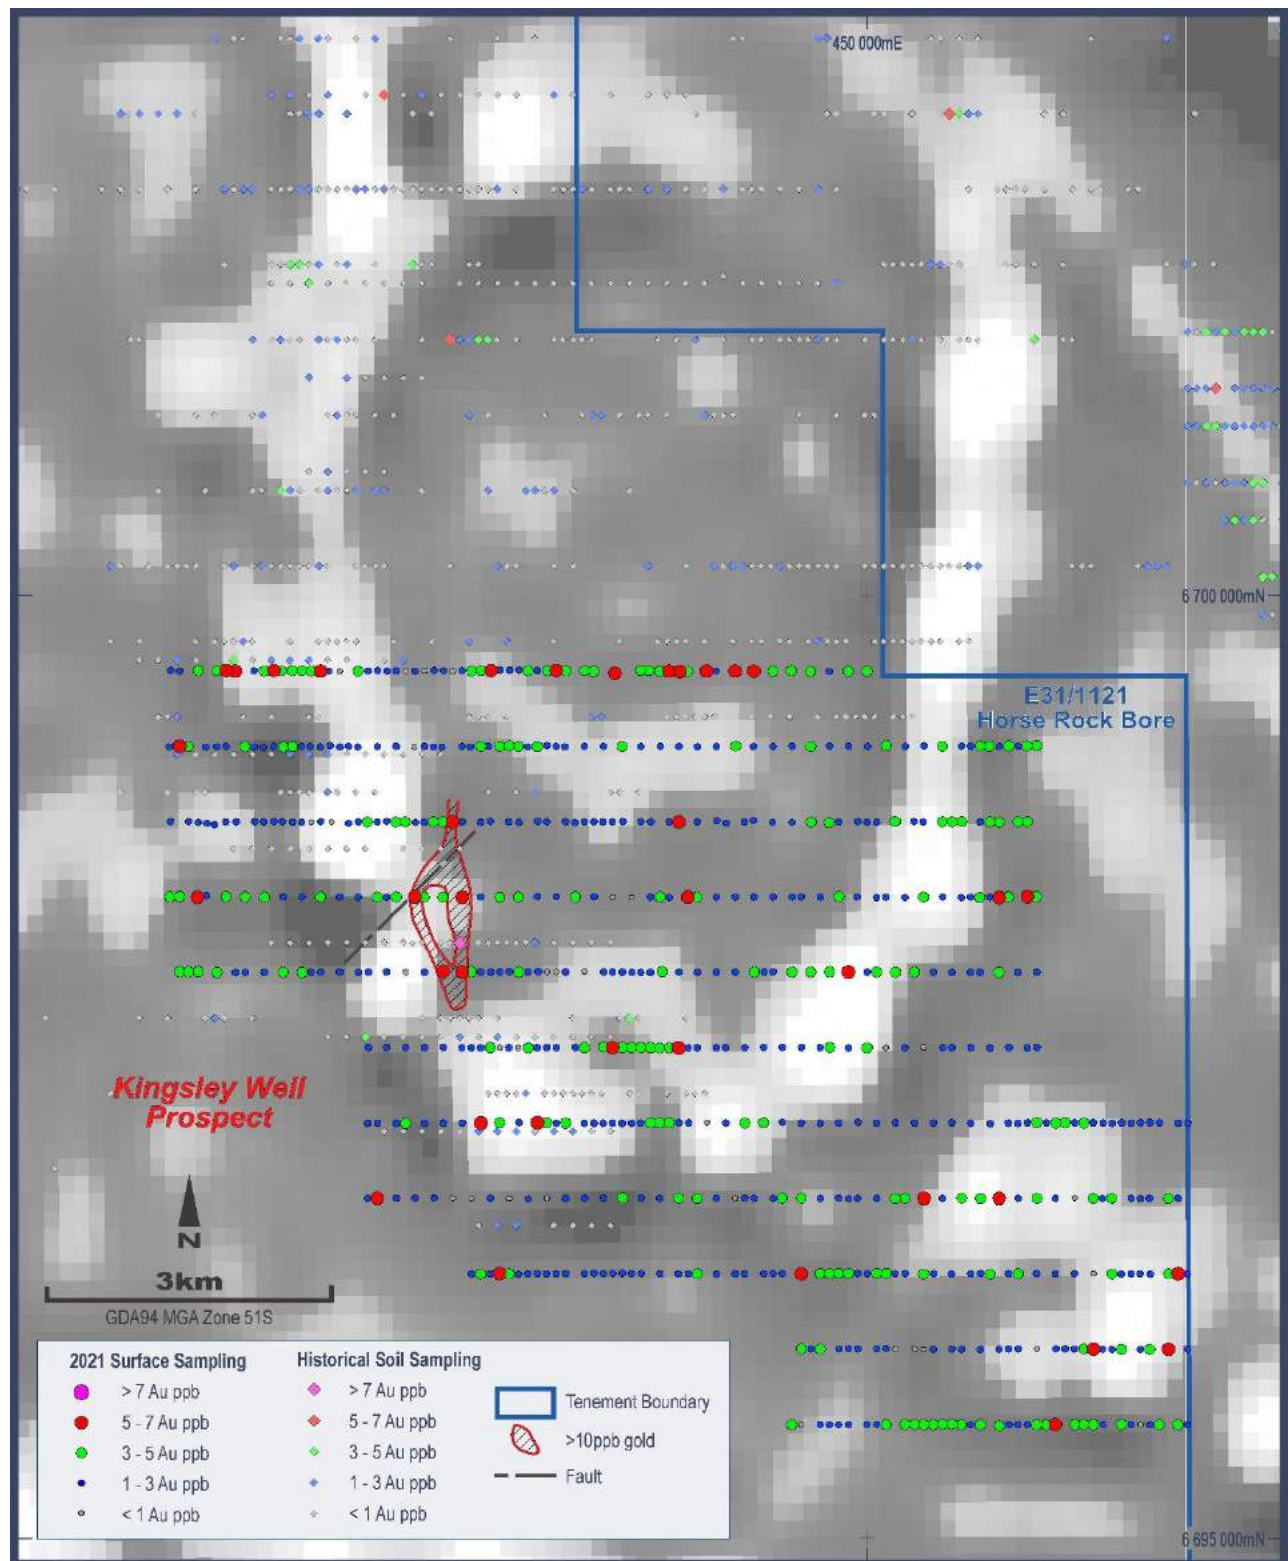 450 000mE
6 700 000mN
E31/1121
Horse Rock Bore
Kingsley Well
Prospect
N
3km
GDA94 MGA Zone 51S
2021 Surface Sampling
> 7 Au ppb
5 - 7 Au ppb
3 - 5 Au ppb
1 - 3 Au ppb
< 1 Au ppb
Historical Soil Sampling
> 7 Au ppb
5 - 7 Au ppb
3 - 5 Au ppb
1 - 3 Au ppb
< 1 Au ppb
Tenement Boundary
>10ppb gold
Fault
6 695 000mN